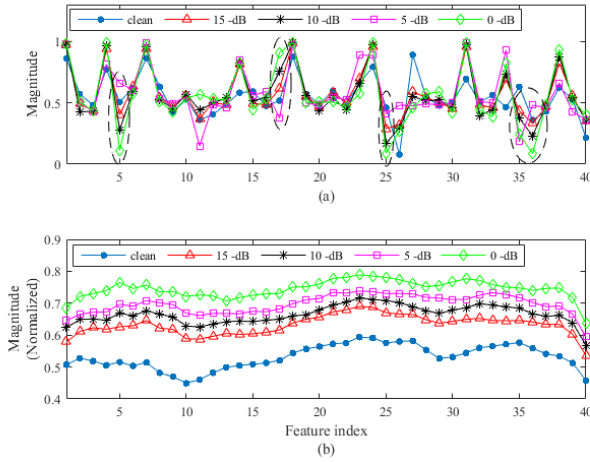 clean 15 -dB 10 -dB 5 -dB 0 -dB
1
0.5
0
Magnitude
5 10 15 20 25 30 35 40
(a)
clean 15 -dB 10 -dB 5 -dB 0 -dB
0.9
0.8
0.7
0.6
0.5
0.4
Magnitude
(Normalized)
5 10 15 20 25 30 35 40
Feature index
(b)